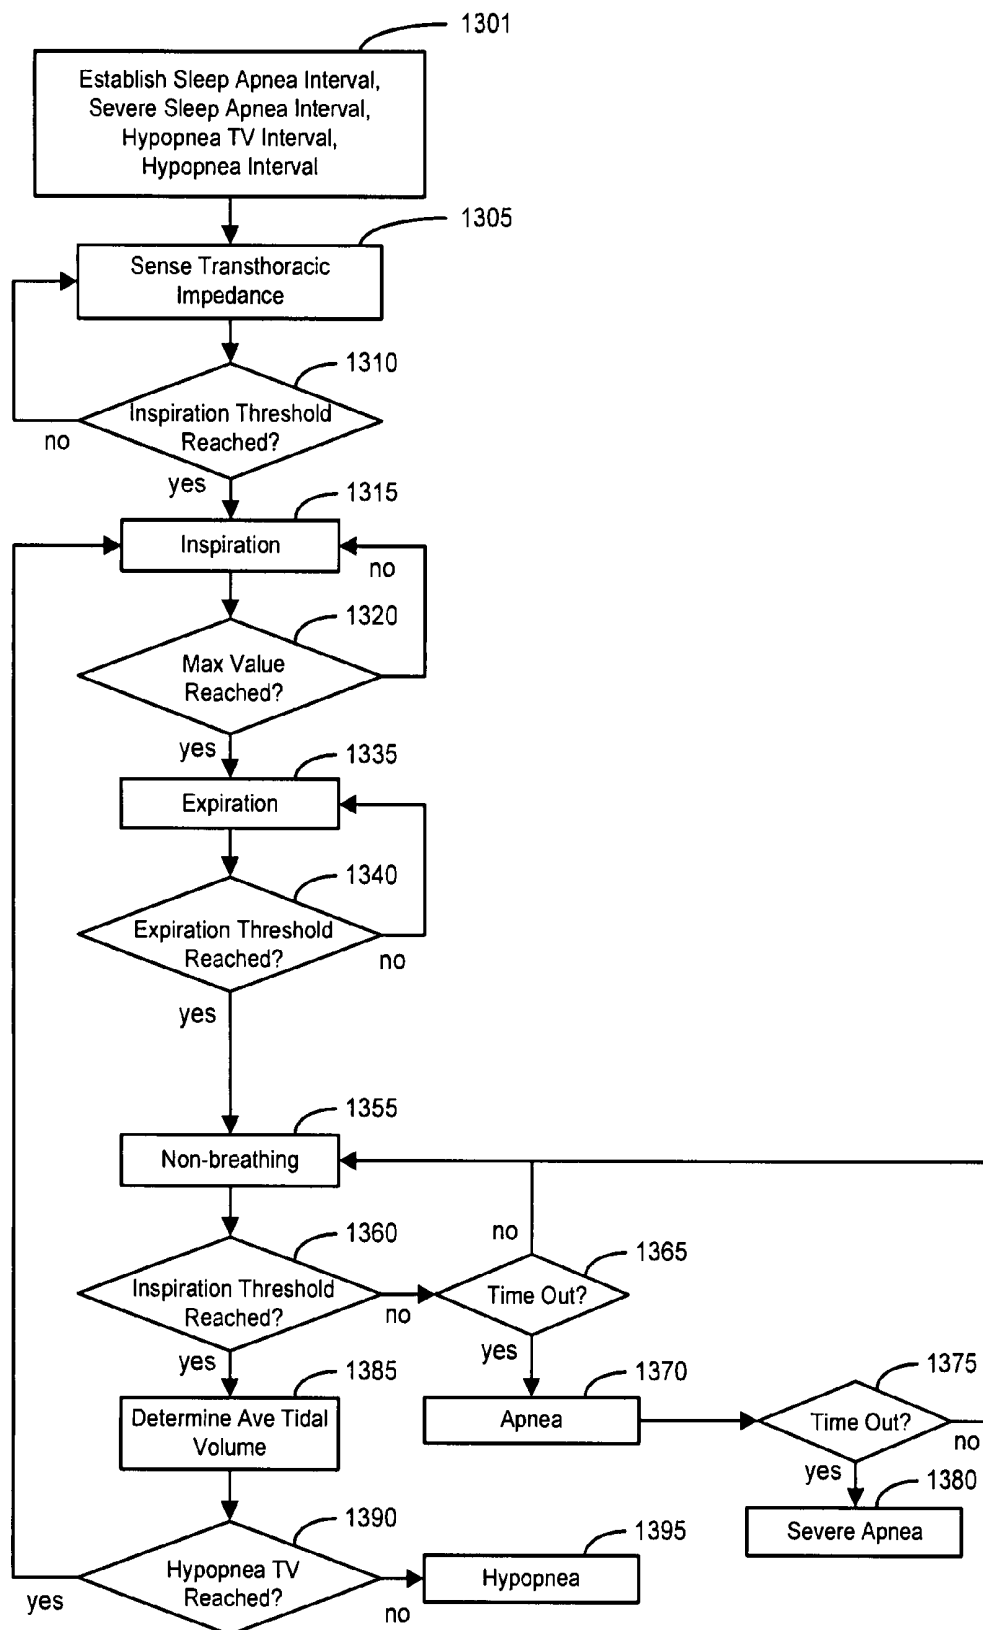 1301
Establish Sleep Apnea Interval,
Severe Sleep Apnea Interval,
Hypopnea TV Interval,
Hypopnea Interval
1305
Sense Transthoracic
Impedance
1310
Inspiration Threshold
Reached?
no
yes
1315
Inspiration
no
1320
Max Value
Reached?
yes
1335
Expiration
1340
Expiration Threshold
Reached?
no
yes
1355
Non-breathing
1360
Inspiration Threshold
Reached?
no
yes
no
1365
Time Out?
yes
1385
Determine Ave Tidal
Volume
1370
Apnea
1375
Time Out?
no
yes
1380
Severe Apnea
1390
Hypopnea TV
Reached?
yes
no
1395
Hypopnea